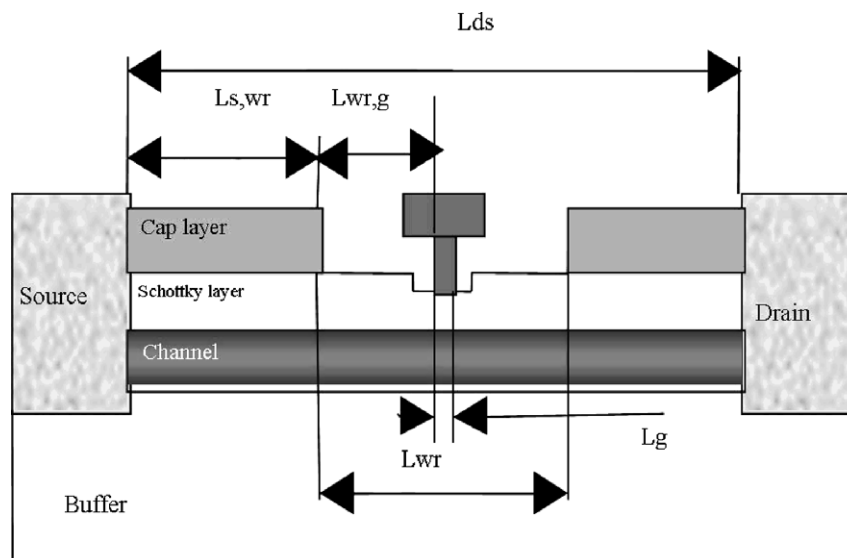 Lds
Ls,wr
Lwr,g
Cap layer
Schottky layer
Source
Drain
Channel
Lg
Lwr
Buffer